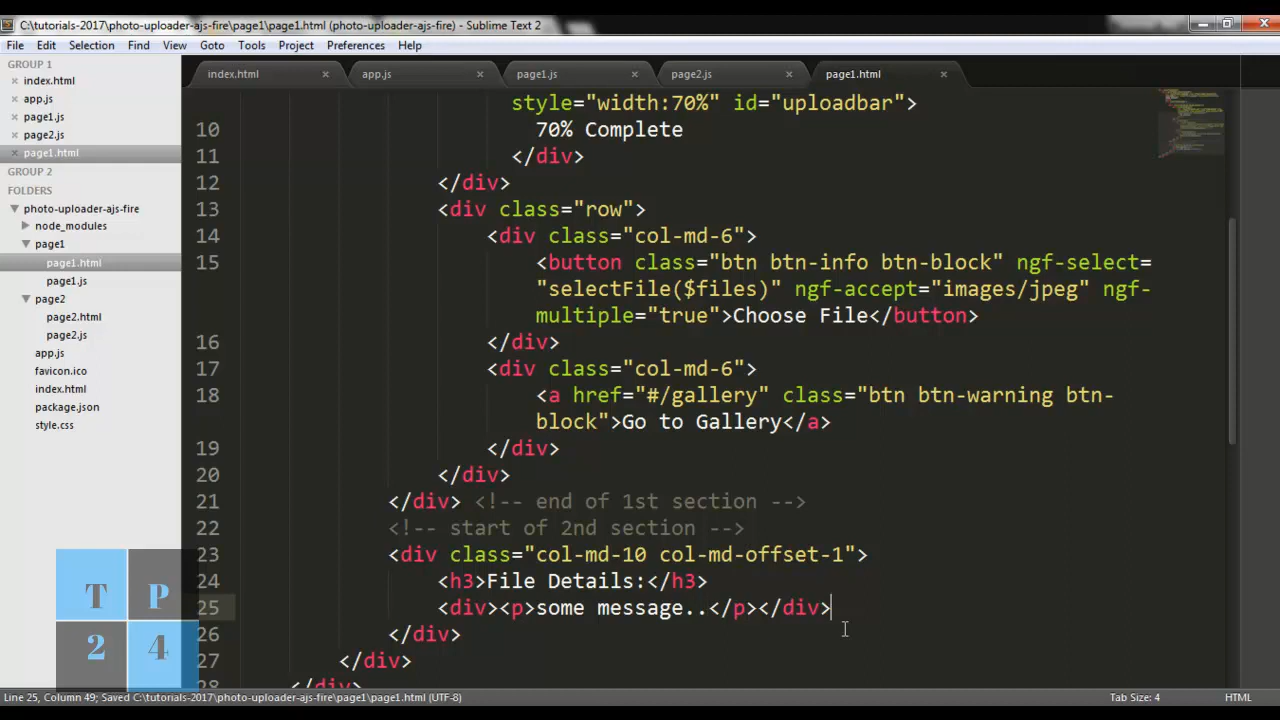 C:\tutorials-2017\photo-uploader-ajs-fire\page1\page1.html (photo-uploader-ajs-fire) - Sublime Text 2
File Edit Selection Find View Goto Tools Project Preferences Help
GROUP 1
index.html
app.js
page1.js
page2.js
page1.html
GROUP 2
FOLDERS
photo-uploader-ajs-fire
node_modules
page1
page1.html
page1.js
page2
page2.html
page2.js
app.js
favicon.ico
index.html
package.json
style.css
index.html app.js page1.js page2.js page1.html
style="width:70%" id="uploadbar">
10 70% Complete
11 </div>
12 </div>
13 <div class="row">
14 <div class="col-md-6">
15 <button class="btn btn-info btn-block" ngf-select=
"selectFile($files)" ngf-accept="images/jpeg" ngf-
multiple="true">Choose File</button>
16 </div>
17 <div class="col-md-6">
18 <a href="#/gallery" class="btn btn-warning btn-
block">Go to Gallery</a>
19 </div>
20 </div>
21 </div> <!-- end of 1st section -->
22 <!-- start of 2nd section -->
23 <div class="col-md-10 col-md-offset-1">
24 <h3>File Details:</h3>
25 <div><p>some message..</p></div>
26 </div>
27 </div>
28 </div>
T P
2 4
Line 25, Column 49; Saved C:\tutorials-2017\photo-uploader-ajs-fire\page1\page1.html (UTF-8) Tab Size: 4 HTML